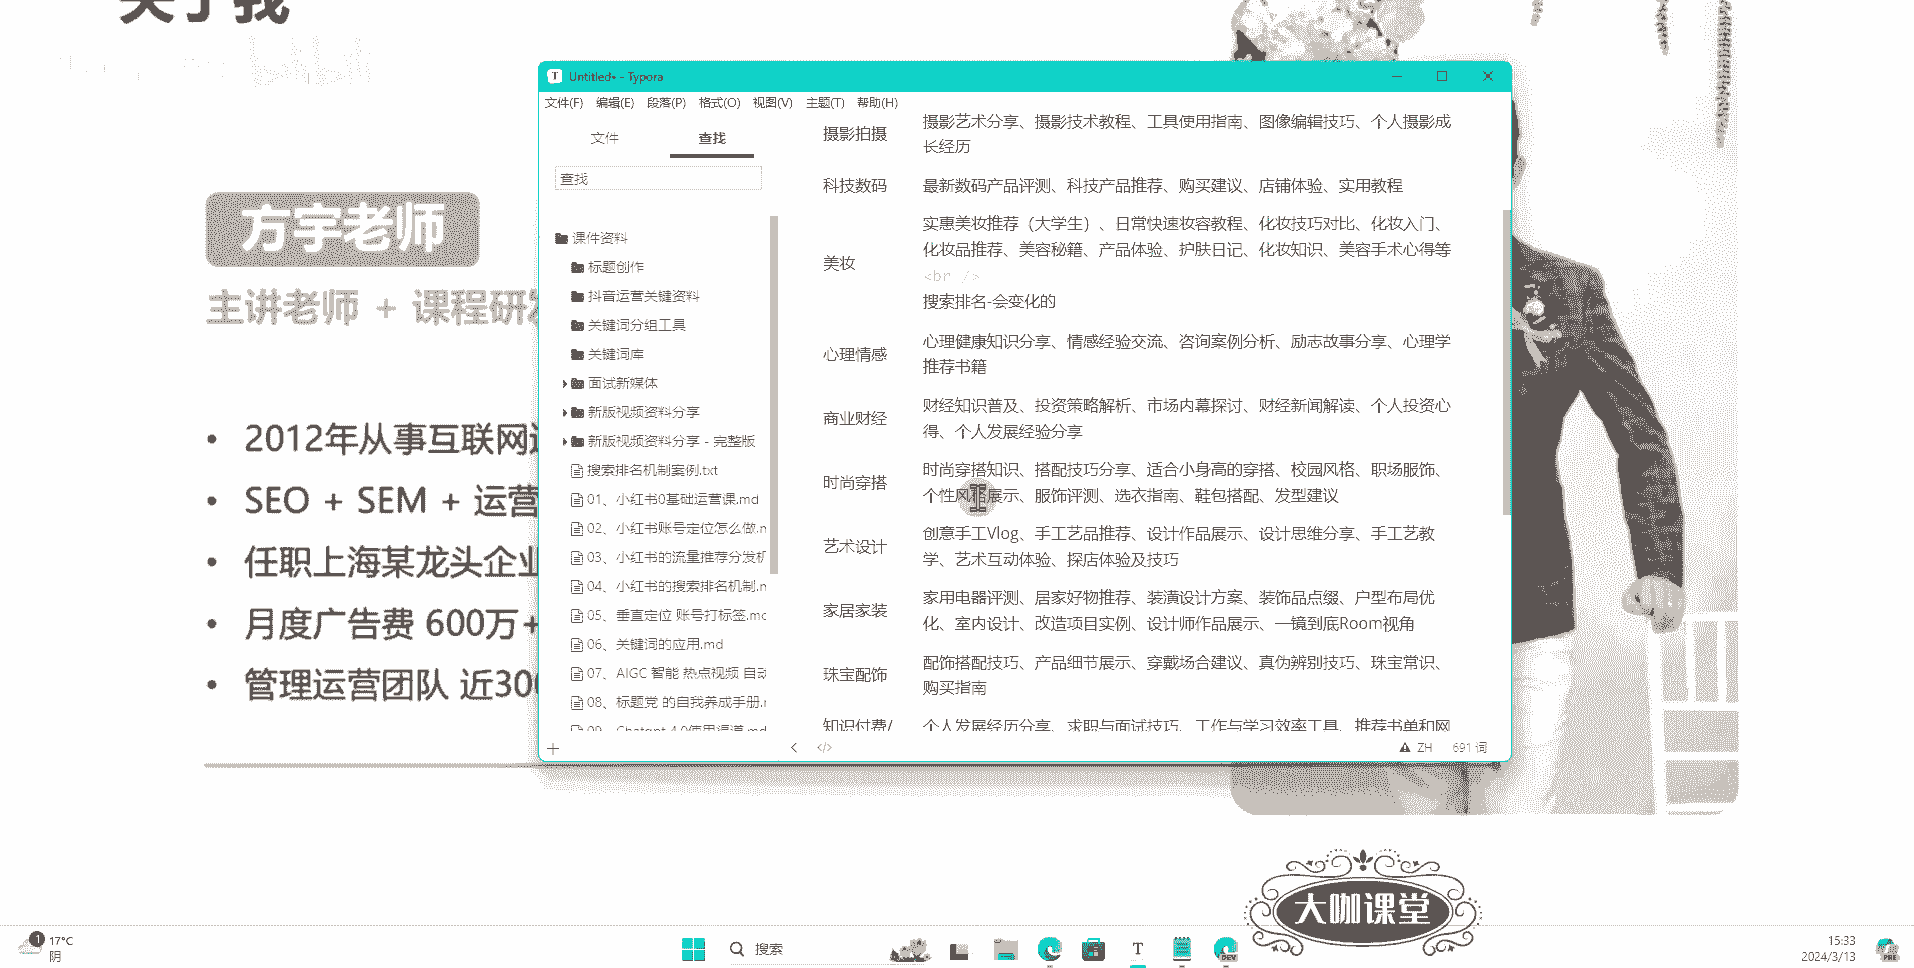 关于我
bilibili
方宇老师
主讲老师 + 课程研发
2012年从事互联网
SEO + SEM + 运营
任职上海某龙头企业
月度广告费 600万+
管理运营团队 近300
Untitled• - Typora
文件(F) 编辑(E) 段落(P) 格式(O) 视图(V) 主题(T) 帮助(H)
文件 查找
查找
课件资料
标题创作
抖音运营关键资料
关键词分组工具
关键词库
面试新媒体
新版视频资料分享
新版视频资料分享 - 完整版
搜索排名机制案例.txt
01、小红书0基础运营课.md
02、小红书账号定位怎么做.m
03、小红书的流量推荐分发机
04、小红书的搜索排名机制.m
05、垂直定位 账号打标签.mc
06、关键词的应用.md
07、AIGC 智能 热点视频 自动
08、标题党 的自我养成手册.m
09、Chatgpt 4.0使用渠道.md
摄影拍摄
摄影艺术分享、摄影技术教程、工具使用指南、图像编辑技巧、个人摄影成
长经历
科技数码
最新数码产品评测、科技产品推荐、购买建议、店铺体验、实用教程
美妆
实惠美妆推荐（大学生）、日常快速妆容教程、化妆技巧对比、化妆入门、
化妆品推荐、美容秘籍、产品体验、护肤日记、化妆知识、美容手术心得等
<br />
搜索排名-会变化的
心理情感
心理健康知识分享、情感经验交流、咨询案例分析、励志故事分享、心理学
推荐书籍
商业财经
财经知识普及、投资策略解析、市场内幕探讨、财经新闻解读、个人投资心
得、个人发展经验分享
时尚穿搭
时尚穿搭知识、搭配技巧分享、适合小身高的穿搭、校园风格、职场服饰、
个性风格展示、服饰评测、选衣指南、鞋包搭配、发型建议
艺术设计
创意手工Vlog、手工艺品推荐、设计作品展示、设计思维分享、手工艺教
学、艺术互动体验、探店体验及技巧
家居家装
家用电器评测、居家好物推荐、装潢设计方案、装饰品点缀、户型布局优
化、室内设计、改造项目实例、设计师作品展示、一镜到底Room视角
珠宝配饰
配饰搭配技巧、产品细节展示、穿戴场合建议、真伪辨别技巧、珠宝常识、
购买指南
知识付费/
个人发展经历分享、求职与面试技巧、工作与学习效率工具、推荐书单和网
ZH 691 词
大咖课堂
1 17°C
阴
搜索
T
DEV
15:33
2024/3/13
PRE